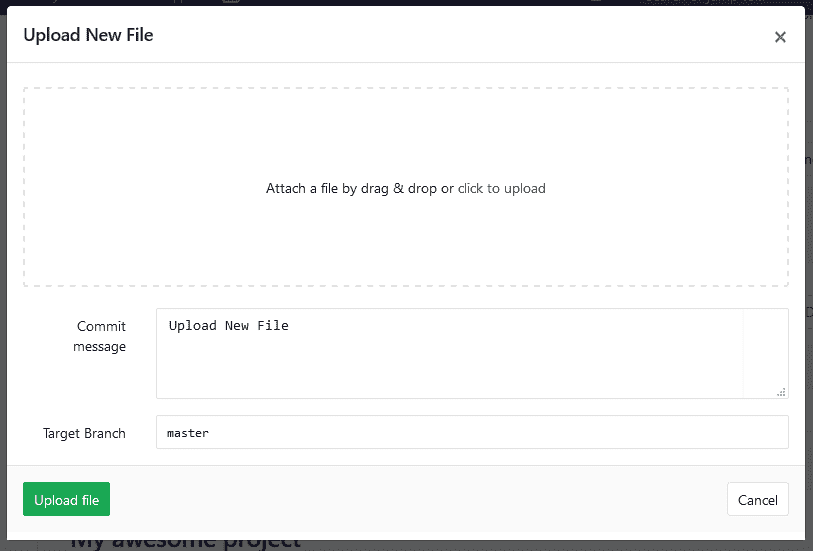 Upload New File
×
Attach a file by drag & drop or click to upload
Commit
message
Upload New File
Target Branch
master
Upload file
Cancel
My awesome project